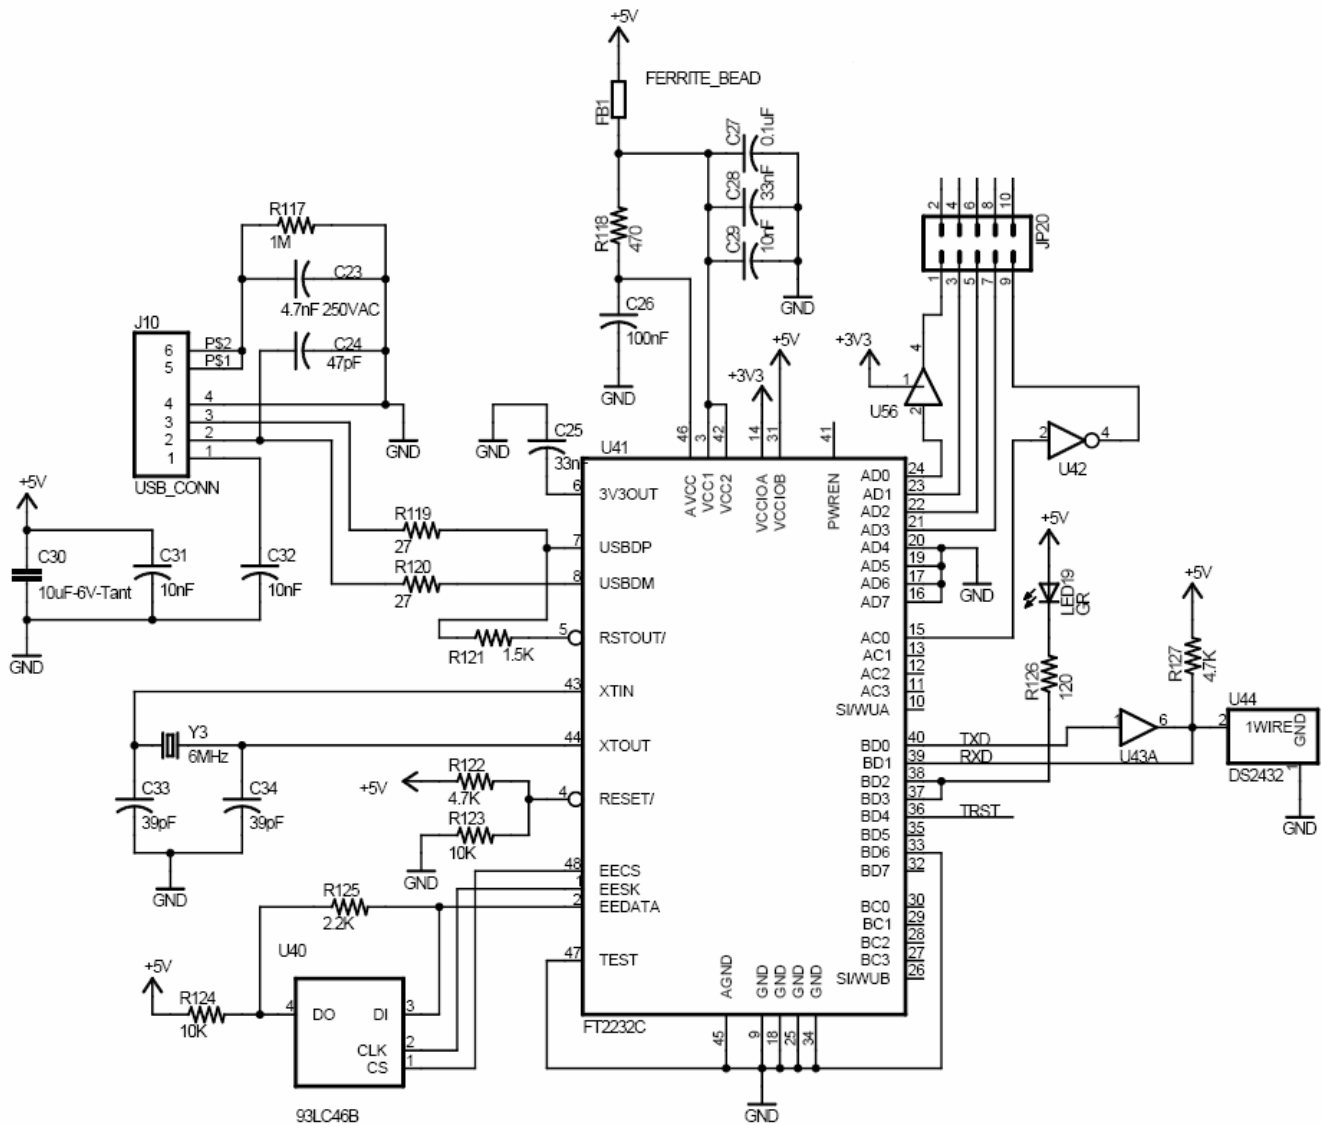 +5V
FERRITE_BEAD
FB1
C27
0.1uF
C28
33nF
C29
10nF
GND
R118
470
C26
100nF
GND
R117
1M
C23
4.7nF 250VAC
C24
47pF
J10
6
5
4
3
2
1
P$2
P$1
4
3
2
1
USB_CONN
GND
2
4
6
8
10
JP20
1
3
5
7
9
+3V3
1
4
2
U56
2
4
U42
+5V
+3V3
GND
C25
33nF
U41
46
3
42
14
31
41
AVCC
VCC1
VCC2
VCCIOA
VCCIOB
PWREN
6
3V3OUT
7
USBDP
8
USBDM
5
RSTOUT/
43
XTIN
44
XTOUT
4
RESET/
48
EECS
1
EESK
2
EEDATA
47
TEST
AD0
24
AD1
23
AD2
22
AD3
21
AD4
20
AD5
19
AD6
17
AD7
16
AC0
15
AC1
13
AC2
12
AC3
11
SI/WUA
10
BD0
40
TXD
BD1
39
RXD
BD2
38
BD3
37
BD4
36
TRST
BD5
35
BD6
33
BD7
32
BC0
30
BC1
29
BC2
28
BC3
27
SI/WUB
26
AGND
GND
GND
GND
GND
45
9
18
25
34
FT2232C
GND
GND
+5V
LED19
GR
R126
120
+5V
R127
4.7K
1
6
U43A
U44
2
1WIRE
GND
1
DS2432
GND
+5V
C30
10uF-6V-Tant
C31
10nF
C32
10nF
GND
R119
27
R120
27
R121
1.5K
Y3
6MHz
C33
39pF
C34
39pF
GND
+5V
R122
4.7K
R123
10K
GND
R125
2.2K
U40
+5V
R124
10K
4
DO
DI
3
CLK
2
CS
1
93LC46B